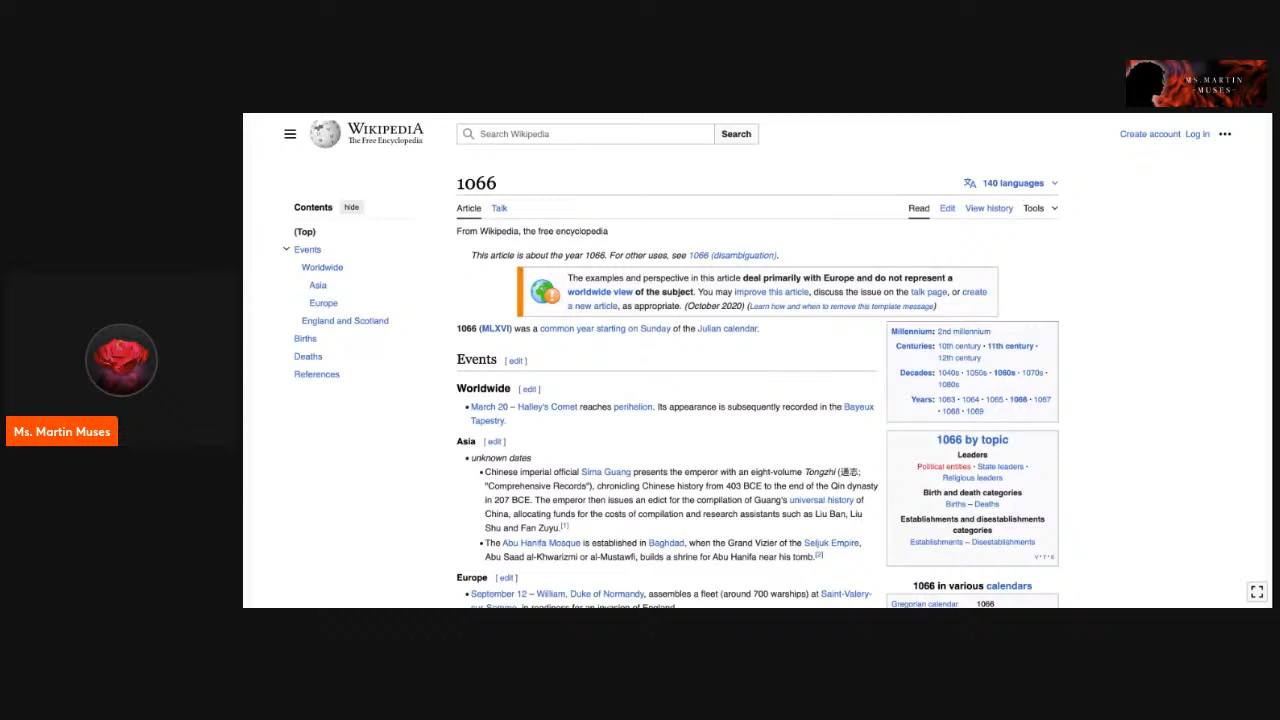 MS.MARTIN
-MUSES-
WIKIPEDIA
The Free Encyclopedia
Search Wikipedia
Search
Create account Log in •••
1066
140 languages
Contents hide
Article Talk
Read Edit View history Tools
(Top)
From Wikipedia, the free encyclopedia
Events
Worldwide
Asia
Europe
England and Scotland
Births
Deaths
References
This article is about the year 1066. For other uses, see 1066 (disambiguation).
The examples and perspective in this article deal primarily with Europe and do not represent a
worldwide view of the subject. You may improve this article, discuss the issue on the talk page, or create
a new article, as appropriate. (October 2020) (Learn how and when to remove this template message)
1066 (MLXVI) was a common year starting on Sunday of the Julian calendar.
Events [ edit ]
Worldwide [ edit ]
• March 20 – Halley's Comet reaches perihelion. Its appearance is subsequently recorded in the Bayeux
Tapestry.
Asia [ edit ]
• unknown dates
• Chinese imperial official Sima Guang presents the emperor with an eight-volume Tongzhi (通志;
"Comprehensive Records"), chronicling Chinese history from 403 BCE to the end of the Qin dynasty
in 207 BCE. The emperor then issues an edict for the compilation of Guang's universal history of
China, allocating funds for the costs of compilation and research assistants such as Liu Ban, Liu
Shu and Fan Zuyu.[1]
• The Abu Hanifa Mosque is established in Baghdad, when the Grand Vizier of the Seljuk Empire,
Abu Saad al-Khwarizmi or al-Mustawfi, builds a shrine for Abu Hanifa near his tomb.[2]
Europe [ edit ]
• September 12 – William, Duke of Normandy, assembles a fleet (around 700 warships) at Saint-Valery-
sur-Somme, in readiness for an invasion of England.
Millennium: 2nd millennium
Centuries: 10th century • 11th century •
12th century
Decades: 1040s • 1050s • 1060s • 1070s •
1080s
Years: 1063 • 1064 • 1065 • 1066 • 1067
• 1068 • 1069
1066 by topic
Leaders
Political entities • State leaders •
Religious leaders
Birth and death categories
Births – Deaths
Establishments and disestablishments
categories
Establishments – Disestablishments
V • T • E
1066 in various calendars
Gregorian calendar 1066
Ms. Martin Muses